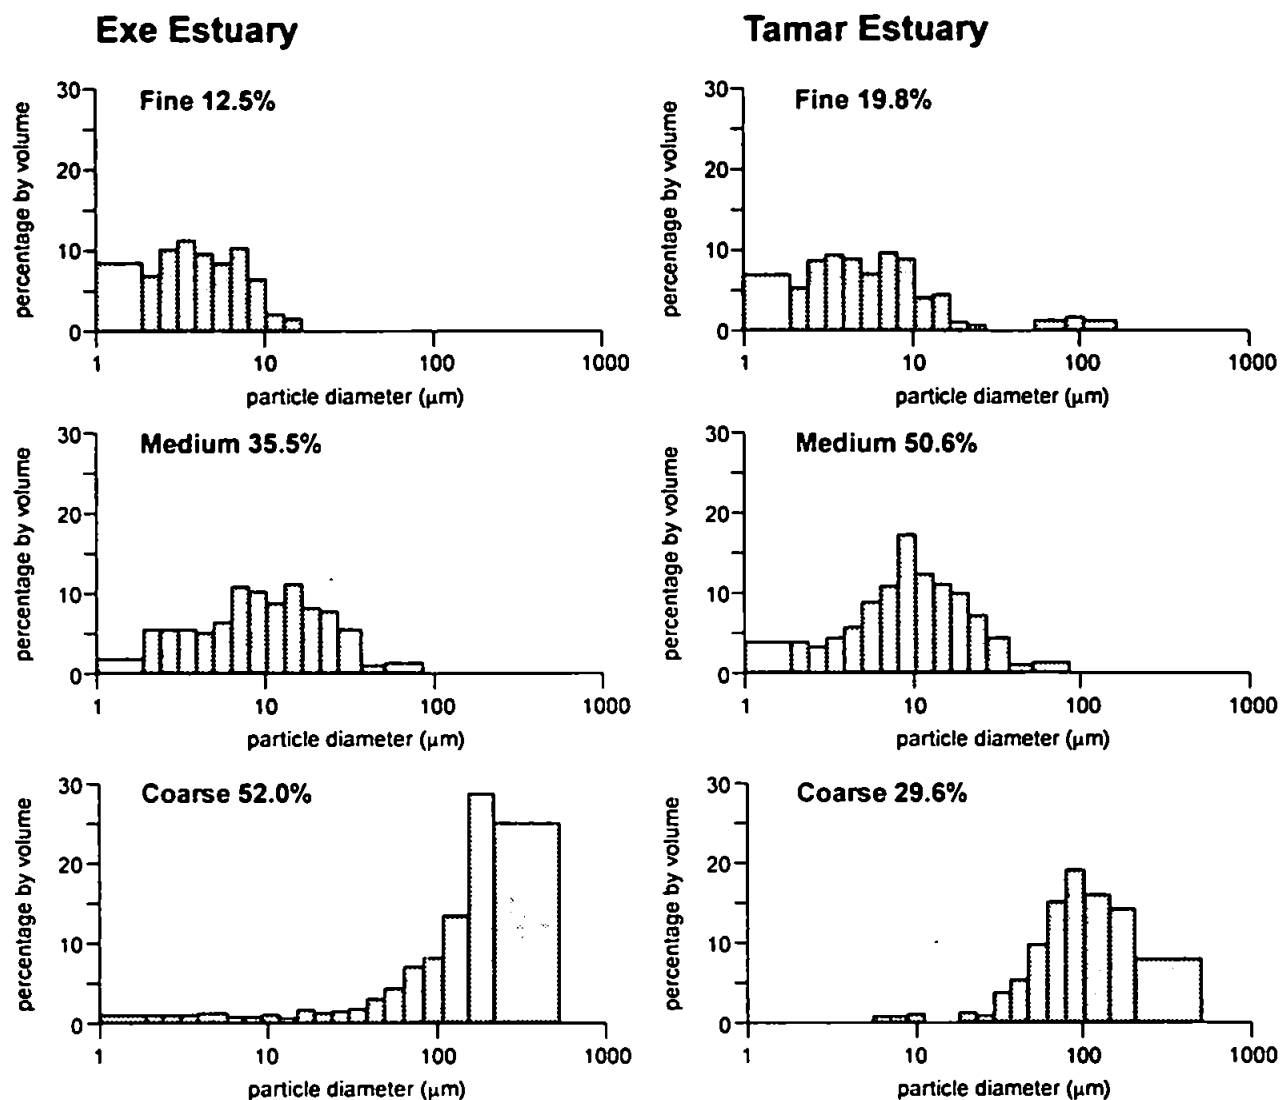 Exe Estuary
Tamar Estuary
percentage by volume
30
20
10
0
Fine 12.5%
1
10
100
1000
particle diameter (μm)
percentage by volume
30
20
10
0
Fine 19.8%
1
10
100
1000
particle diameter (μm)
percentage by volume
30
20
10
0
Medium 35.5%
1
10
100
1000
particle diameter (μm)
percentage by volume
30
20
10
0
Medium 50.6%
1
10
100
1000
particle diameter (μm)
percentage by volume
30
20
10
0
Coarse 52.0%
1
10
100
1000
particle diameter (μm)
percentage by volume
30
20
10
0
Coarse 29.6%
1
10
100
1000
particle diameter (μm)